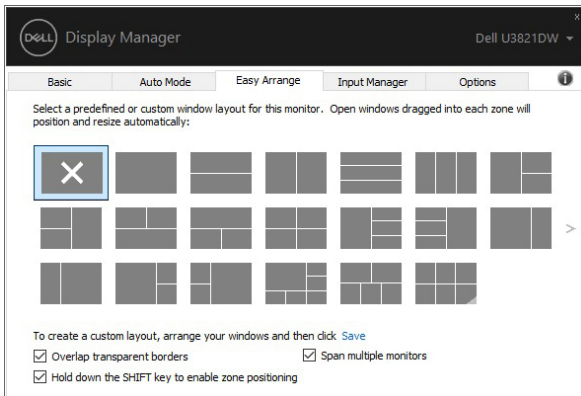 DELL Display Manager
Dell U3821DW
Basic Auto Mode Easy Arrange Input Manager Options
Select a predefined or custom window layout for this monitor. Open windows dragged into each zone will
position and resize automatically:
To create a custom layout, arrange your windows and then click Save
Overlap transparent borders Span multiple monitors
Hold down the SHIFT key to enable zone positioning